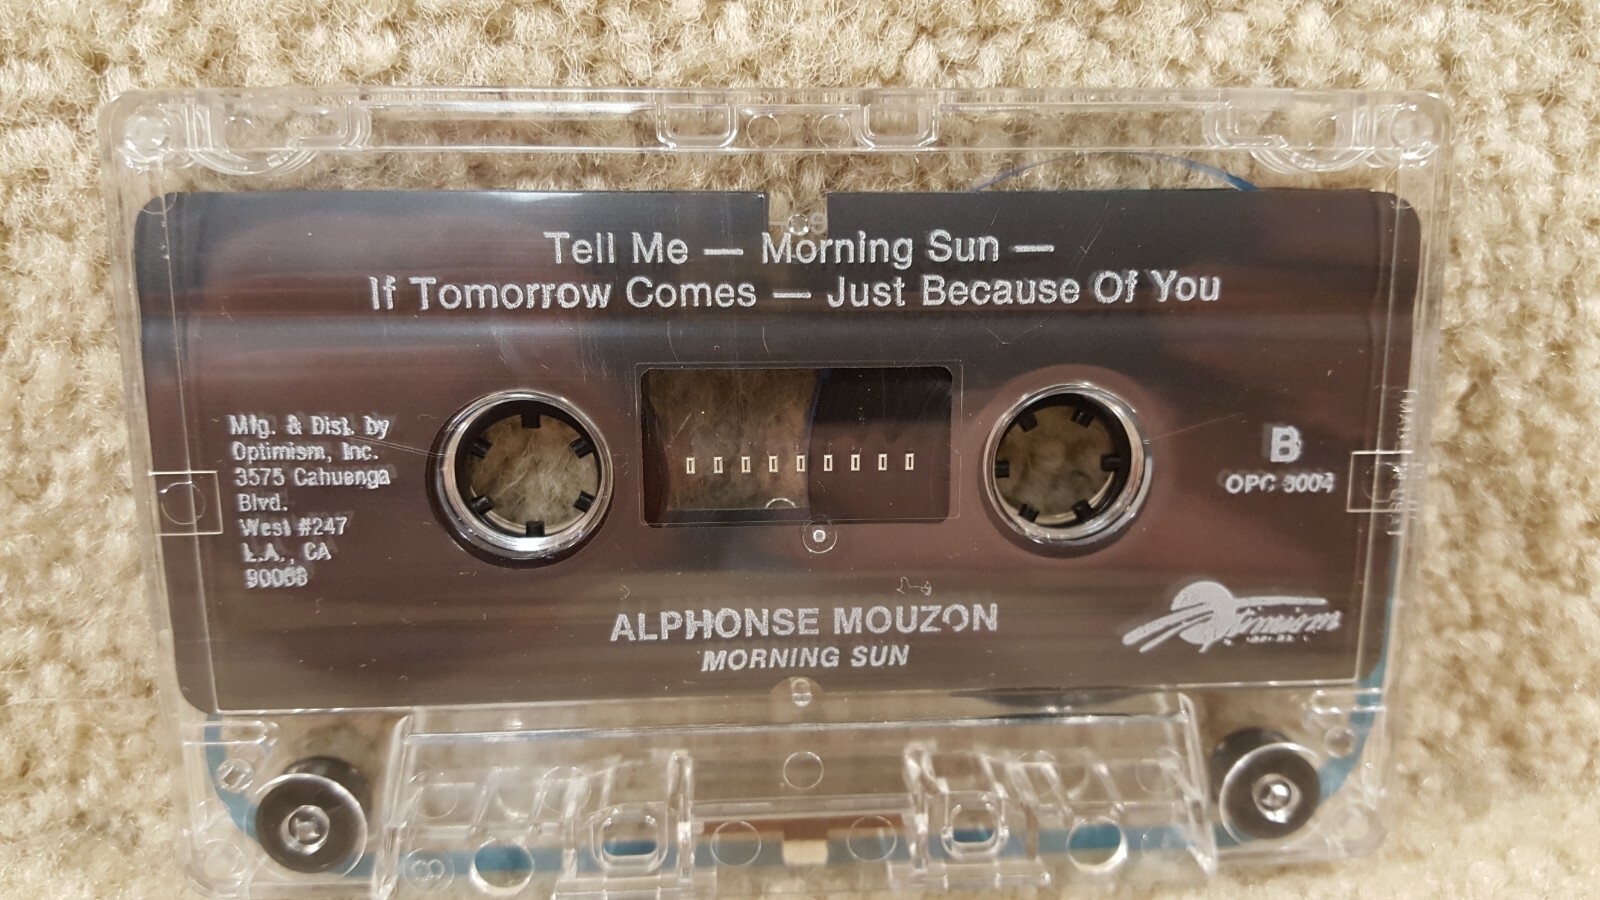 Tell Me — Morning Sun —
If Tomorrow Comes — Just Because Of You
Mfg. & Dist. by
Optimism, Inc.
3575 Cahuenga
Blvd.
West #247
L.A., CA
90068
B
OPC 3004
ALPHONSE MOUZON
MORNING SUN
Optimism